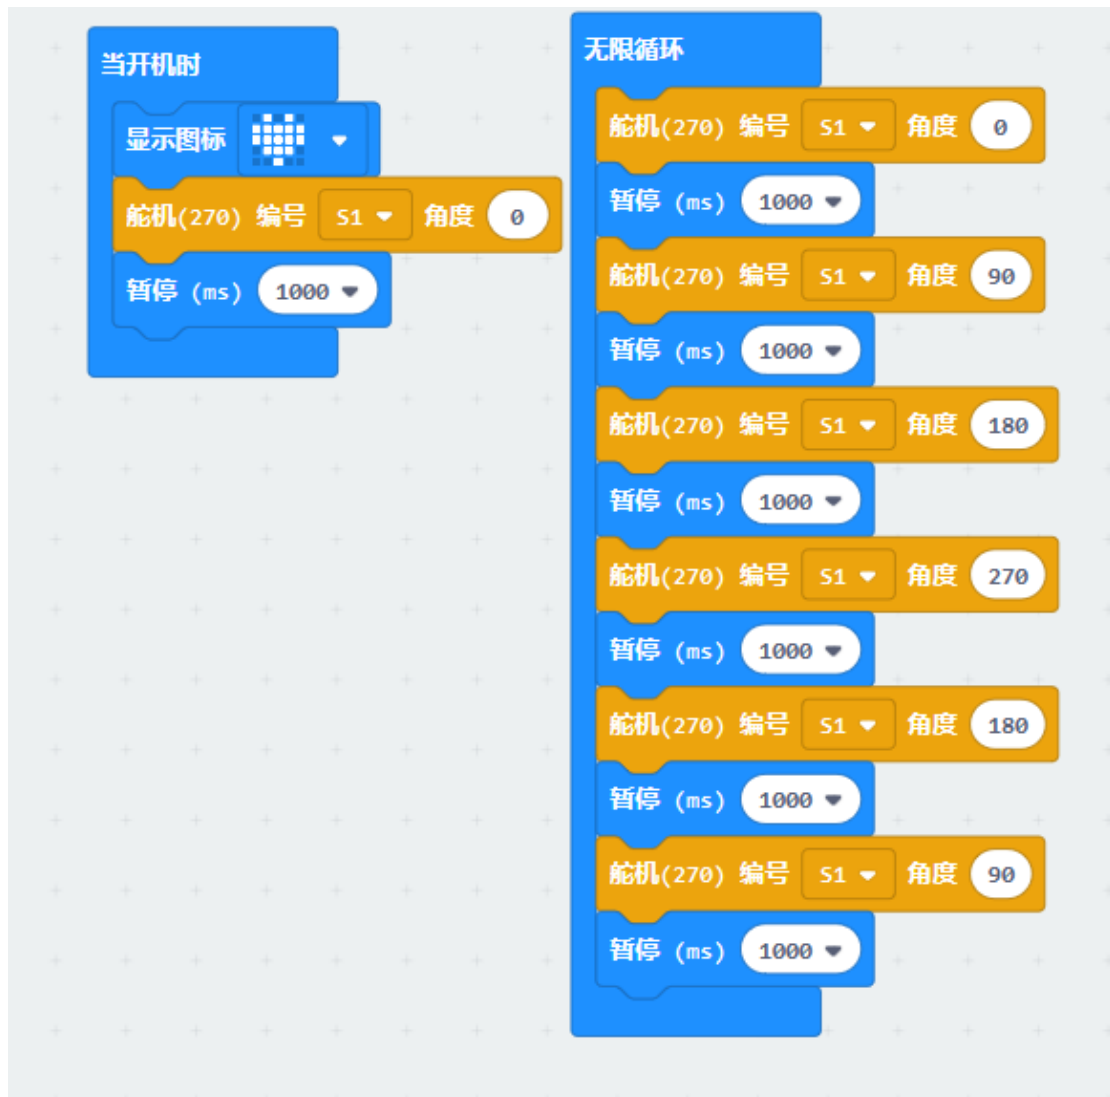 当开机时
显示图标
舵机(270) 编号 S1 角度 0
暂停 (ms) 1000
无限循环
舵机(270) 编号 S1 角度 0
暂停 (ms) 1000
舵机(270) 编号 S1 角度 90
暂停 (ms) 1000
舵机(270) 编号 S1 角度 180
暂停 (ms) 1000
舵机(270) 编号 S1 角度 270
暂停 (ms) 1000
舵机(270) 编号 S1 角度 180
暂停 (ms) 1000
舵机(270) 编号 S1 角度 90
暂停 (ms) 1000